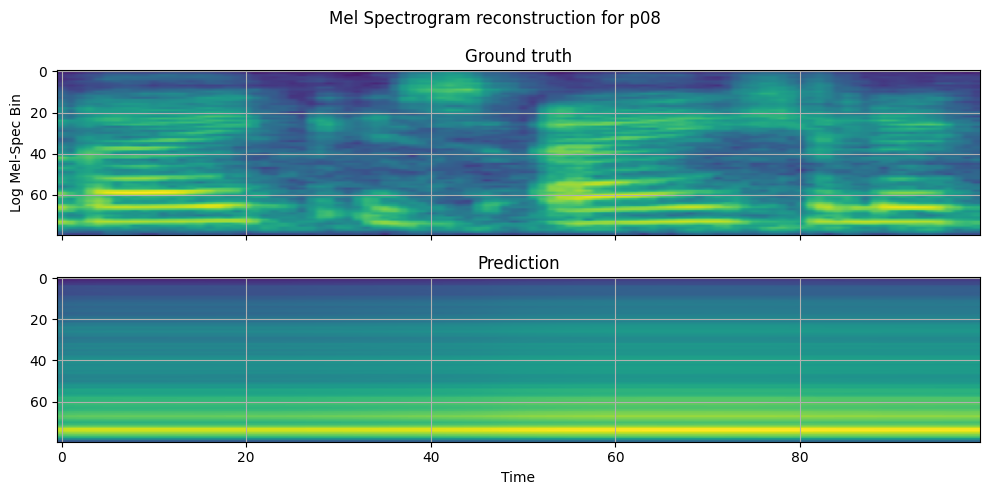 Mel Spectrogram reconstruction for p08
Ground truth
0
20
40
60
Log Mel-Spec Bin
Prediction
0
20
40
60
0 20 40 60 80
Time